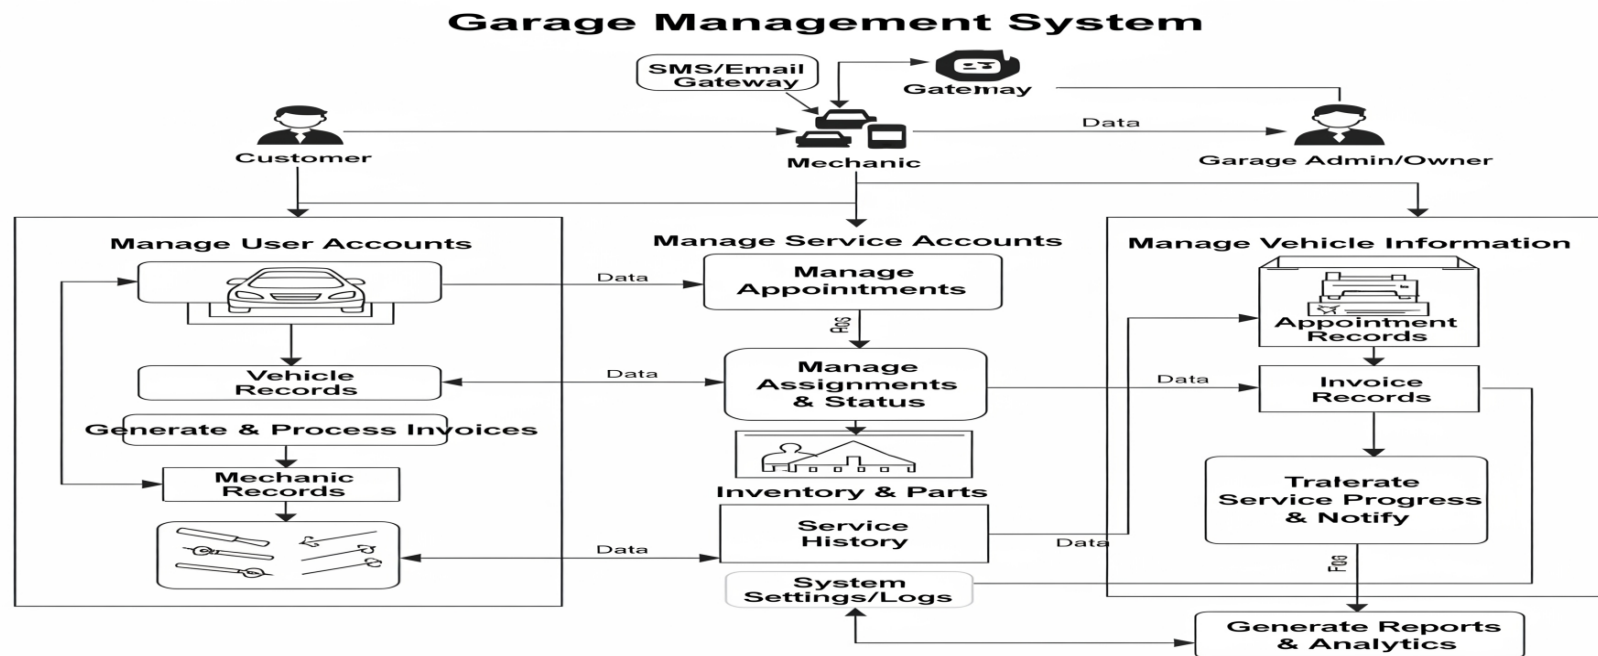 Garage Management System
SMS/Email
Gateway
Gatemay
Customer
Mechanic
Data
Garage Admin/Owner
Manage User Accounts
Manage Service Accounts
Manage Vehicle Information
Data
Manage
Appoinitments
Appointment
Records
Vehicle
Records
Data
Manage
Assignments
& Status
Data
Invoice
Records
Generate & Process Invoices
Mechanic
Records
Inventory & Parts
Traferate
Service Progress
& Notify
Service
History
Data
Data
System
Settings/Logs
Generate Reports
& Analytics